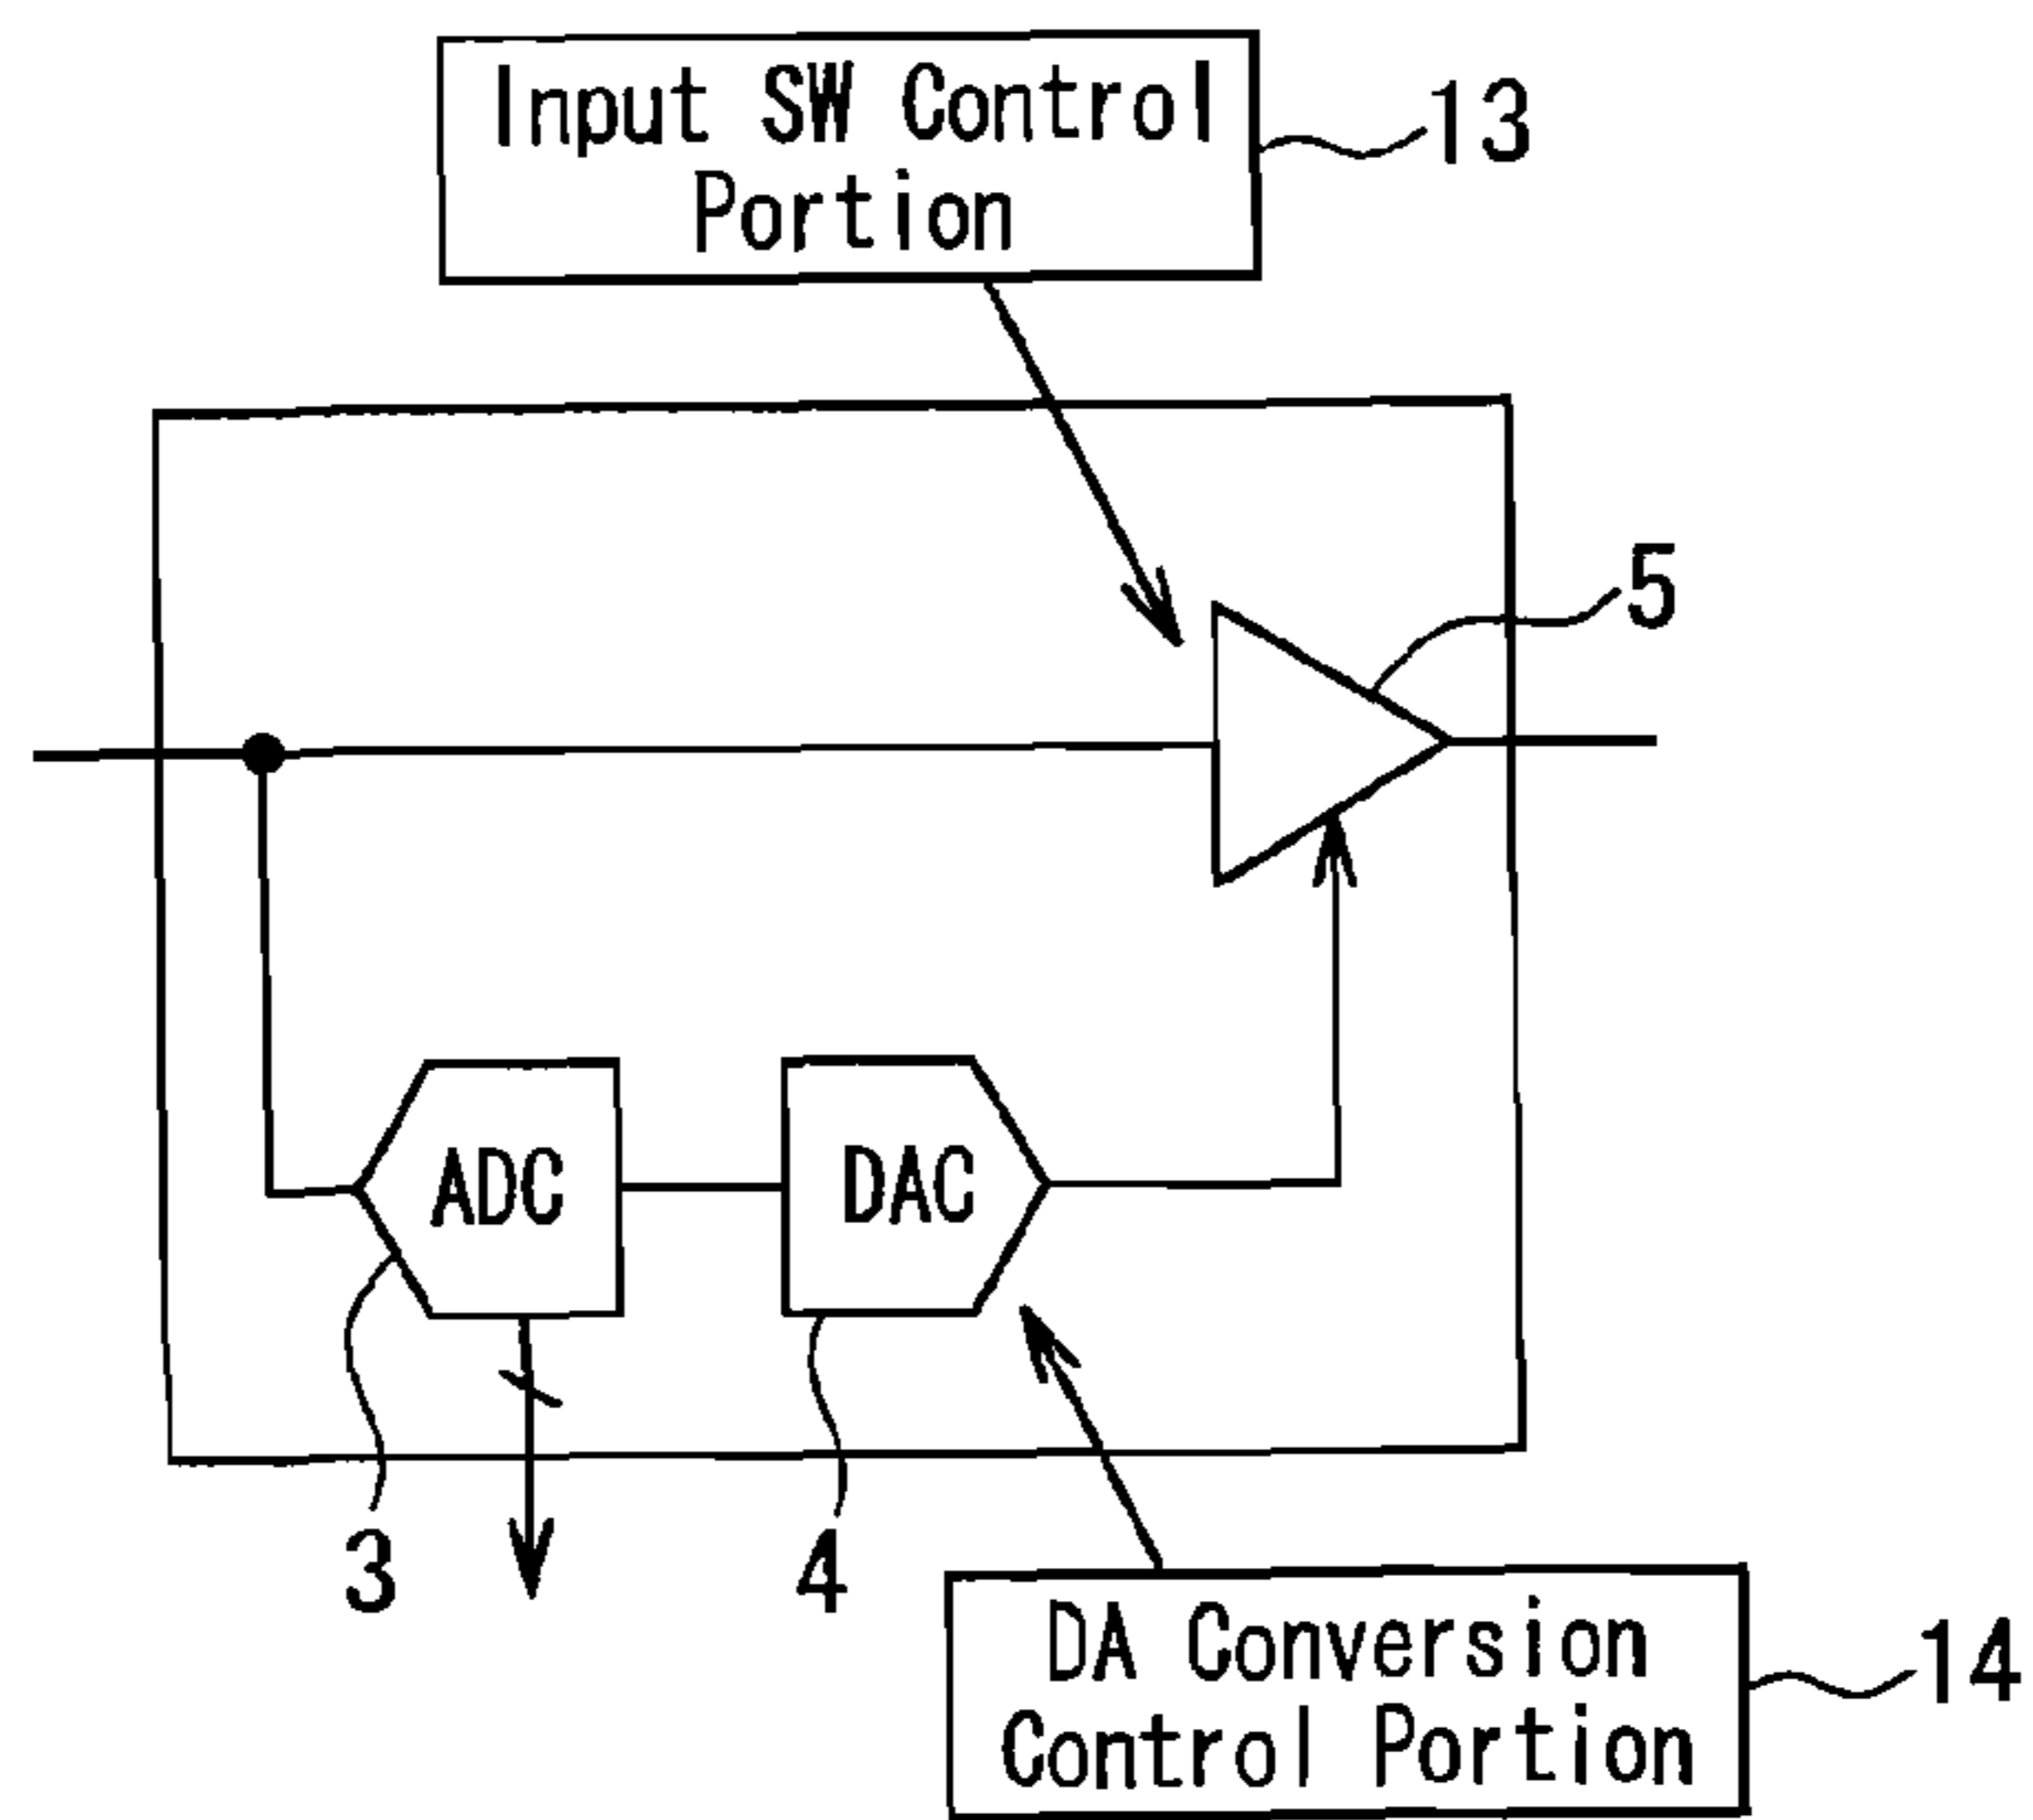 Input SW Control
Portion
13
5
ADC
DAC
3
4
DA Conversion
Control Portion
14